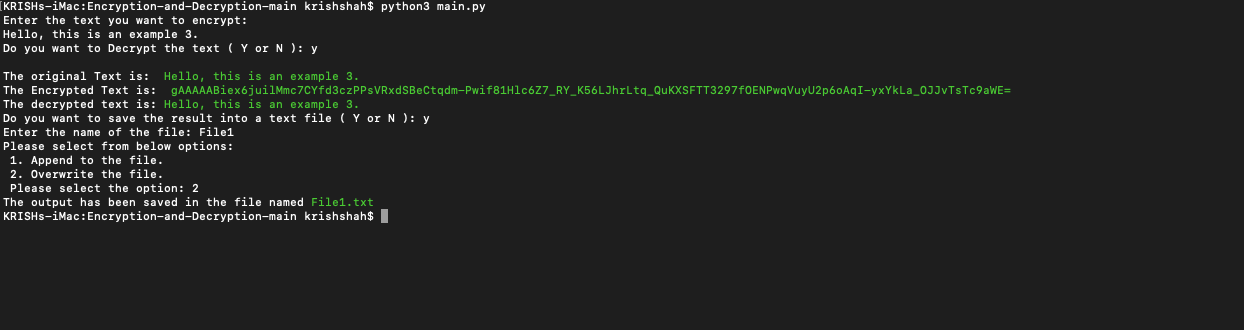 [KRISHs-iMac:Encryption-and-Decryption-main krishshah$ python3 main.py
Enter the text you want to encrypt:
Hello, this is an example 3.
Do you want to Decrypt the text ( Y or N ): y
The original Text is:  Hello, this is an example 3.
The Encrypted Text is:  gAAAAABiex6juilMmc7CYfd3czPPsVRxdSBeCtqdm-Pwif81Hlc6Z7_RY_K56LJhrLtq_QuKXSFTT3297fOENPwqVuyU2p6oAqI-yxYkLa_OJJvTsTc9aWE=
The decrypted text is: Hello, this is an example 3.
Do you want to save the result into a text file ( Y or N ): y
Enter the name of the file: File1
Please select from below options:
1. Append to the file.
2. Overwrite the file.
Please select the option: 2
The output has been saved in the file named File1.txt
KRISHs-iMac:Encryption-and-Decryption-main krishshah$